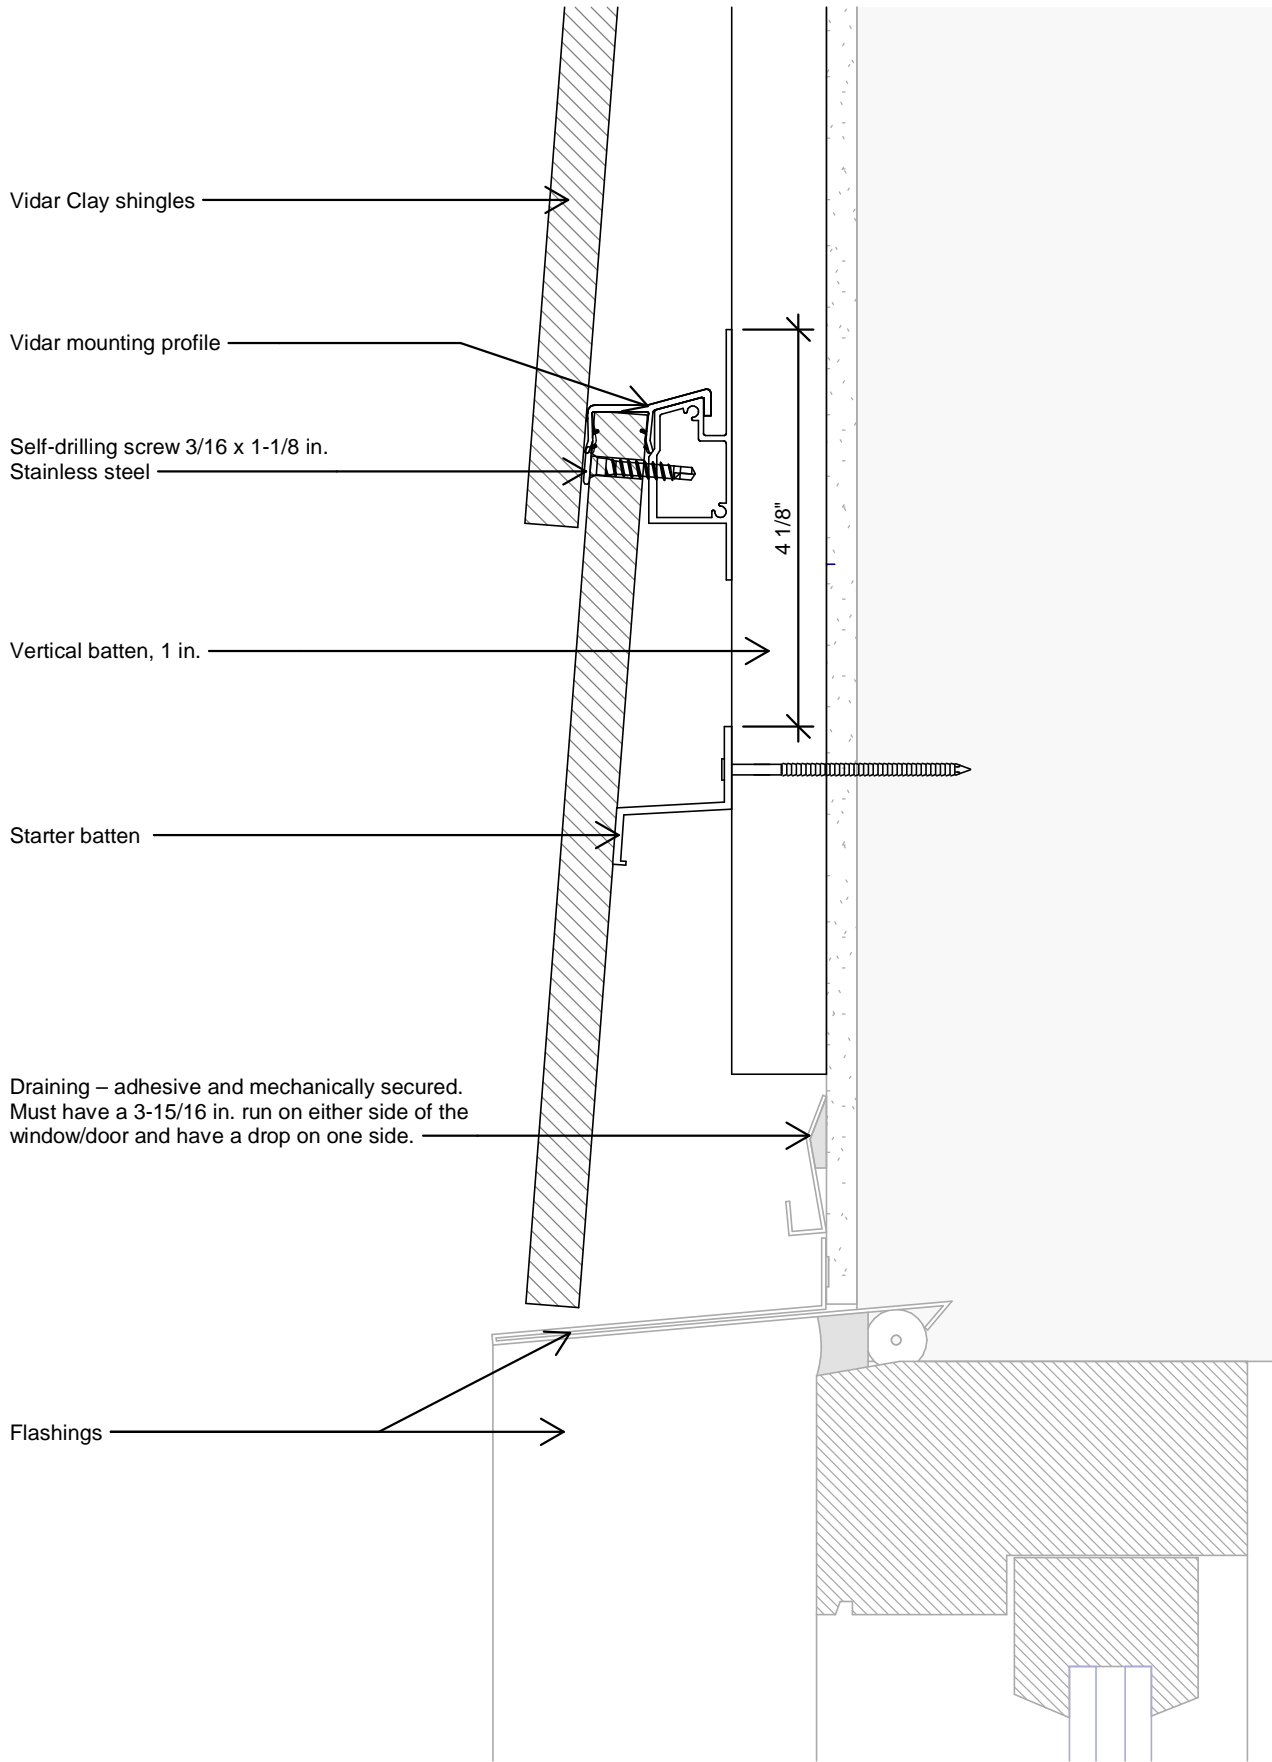 Vidar Clay shingles
Vidar mounting profile
Self-drilling screw 3/16 x 1-1/8 in.
Stainless steel
4 1/8"
Vertical batten, 1 in.
Starter batten
Draining – adhesive and mechanically secured.
Must have a 3-15/16 in. run on either side of the
window/door and have a drop on one side.
Flashings